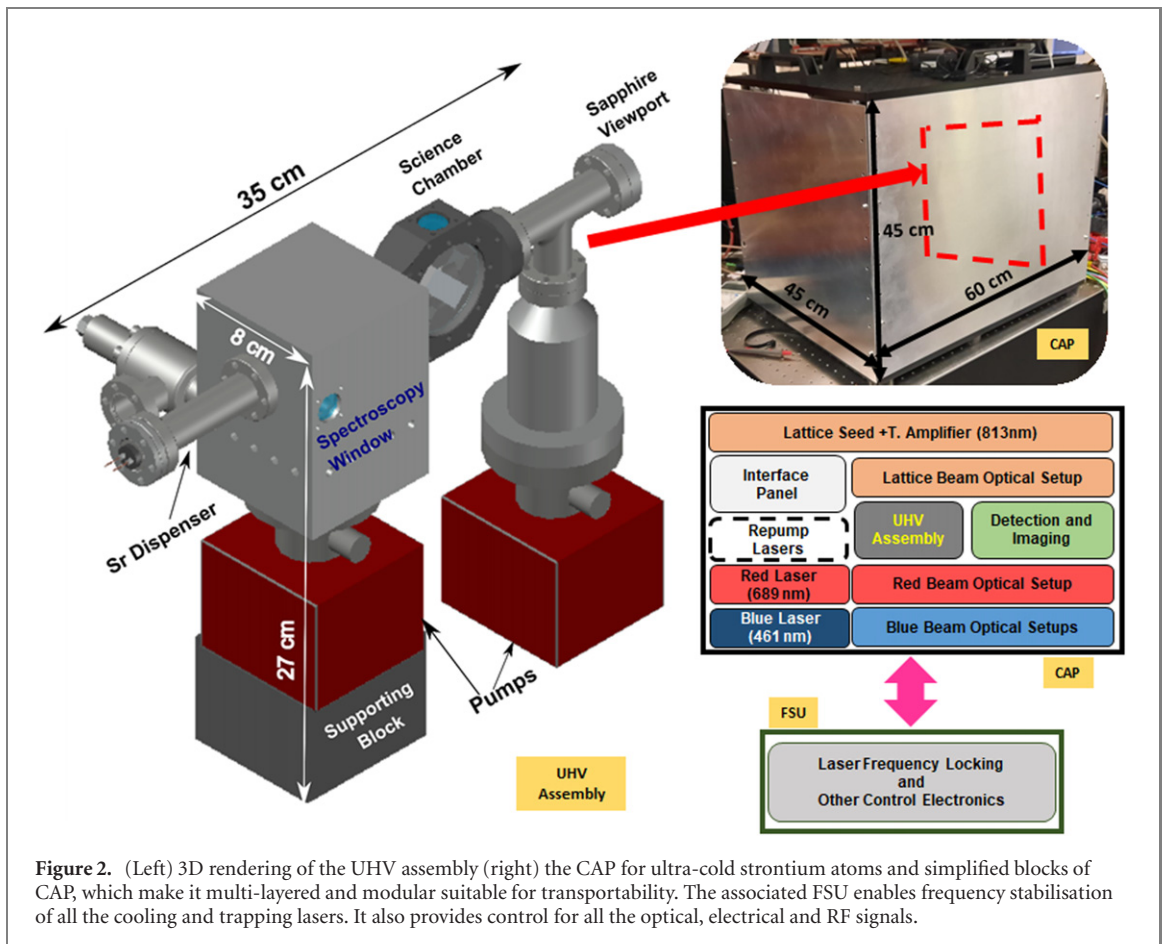 35 cm
Science
Chamber
Sapphire
Viewport
8 cm
Spectroscopy
Window
Sr Dispenser
27 cm
Pumps
Supporting
Block
UHV
Assembly
45 cm
45 cm
60 cm
CAP
Lattice Seed +T. Amplifier (813nm)
Interface
Panel
Lattice Beam Optical Setup
Repump
Lasers
UHV
Assembly
Detection and
Imaging
Red Laser
(689 nm)
Red Beam Optical Setup
Blue Laser
(461 nm)
Blue Beam Optical Setups
CAP
FSU
Laser Frequency Locking
and
Other Control Electronics
Figure 2. (Left) 3D rendering of the UHV assembly (right) the CAP for ultra-cold strontium atoms and simplified blocks of
CAP, which make it multi-layered and modular suitable for transportability. The associated FSU enables frequency stabilisation
of all the cooling and trapping lasers. It also provides control for all the optical, electrical and RF signals.